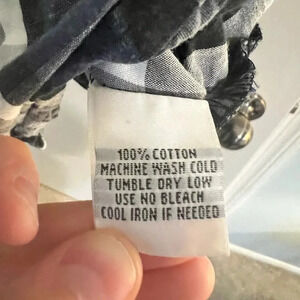 100% COTTON
MACHINE WASH COLD
TUMBLE DRY LOW
USE NO BLEACH
COOL IRON IF NEEDED